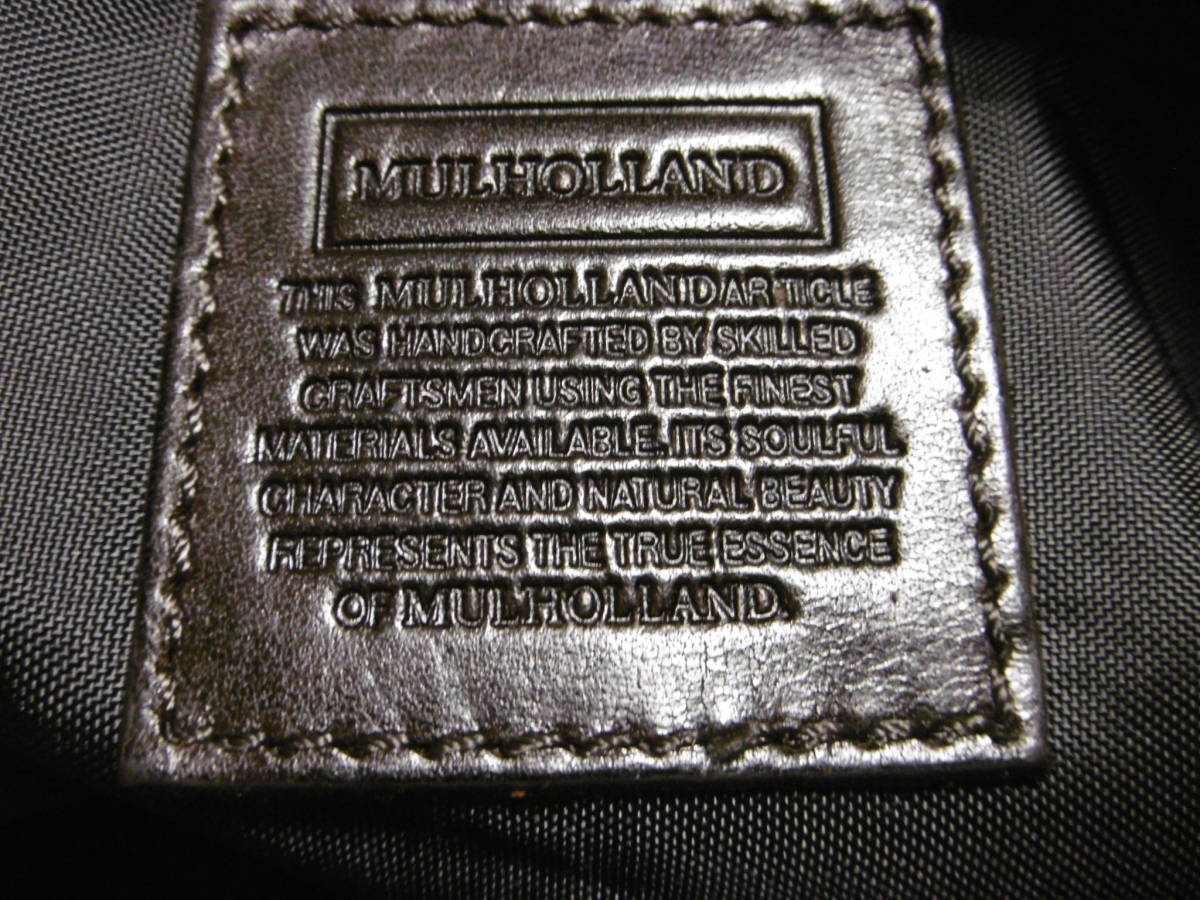 MULHOLLAND
THIS MULHOLLAND ARTICLE
WAS HANDCRAFTED BY SKILLED
CRAFTSMEN USING THE FINEST
MATERIALS AVAILABLE. ITS SOULFUL
CHARACTER AND NATURAL BEAUTY
REPRESENTS THE TRUE ESSENCE
OF MULHOLLAND.